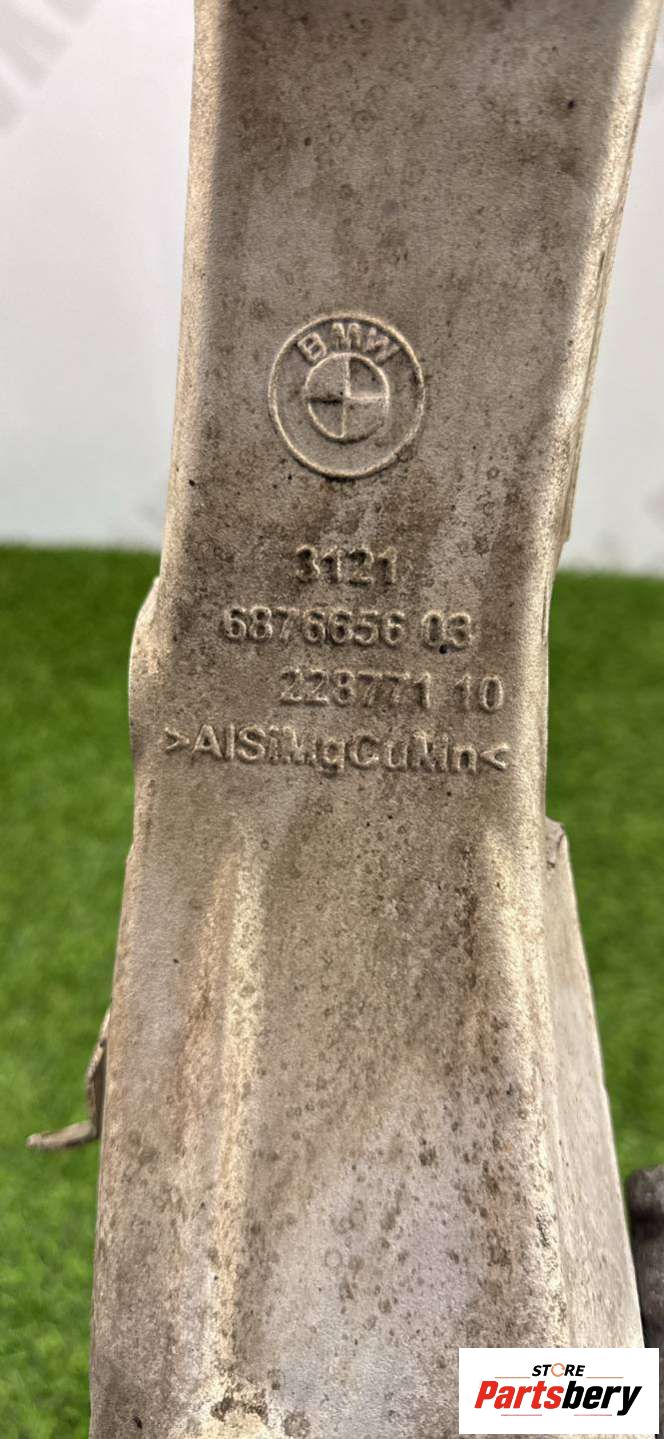 BMW
3121
6876656 03
228771 10
>AlSiMgCuMn<
STORE
Partsbery